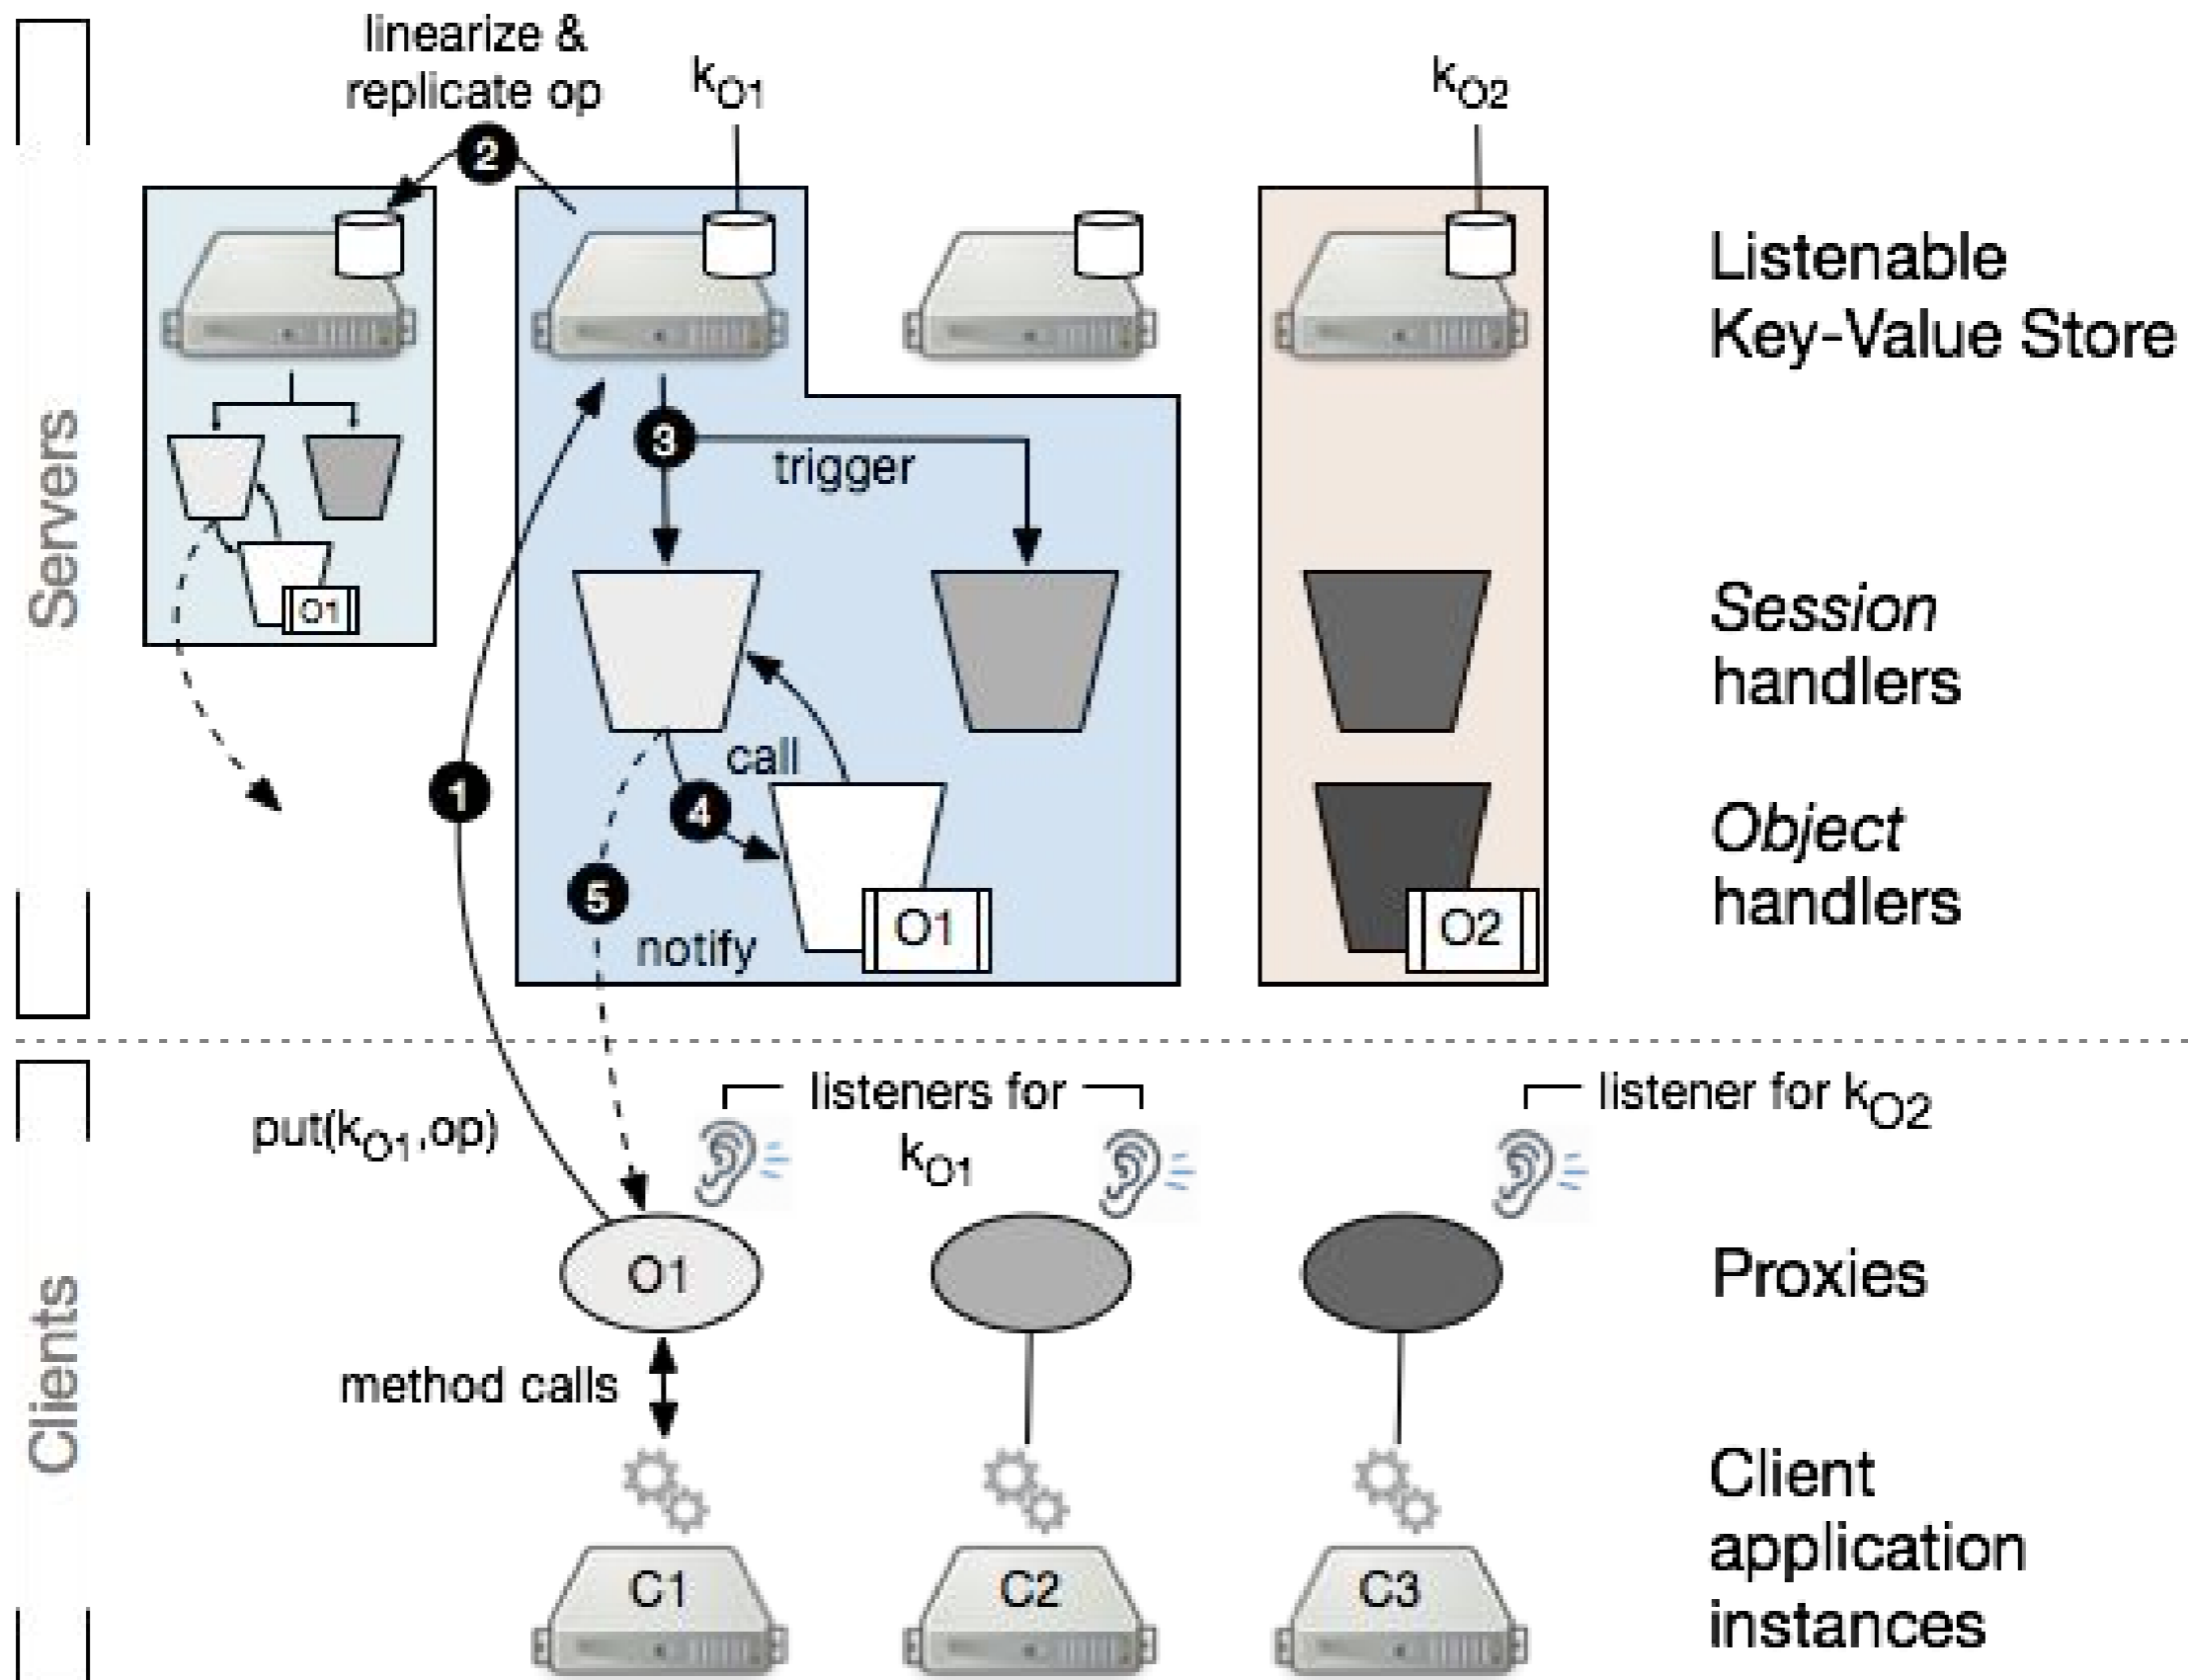 linearize &
replicate op
kO1
kO2
2
Listenable
Key-Value Store
Servers
3
trigger
O1
Session
handlers
call
1
4
Object
handlers
5
O1
O2
notify
listeners for
kO1
listener for kO2
put(kO1,op)
O1
Proxies
method calls
Clients
Client
application
instances
C1
C2
C3